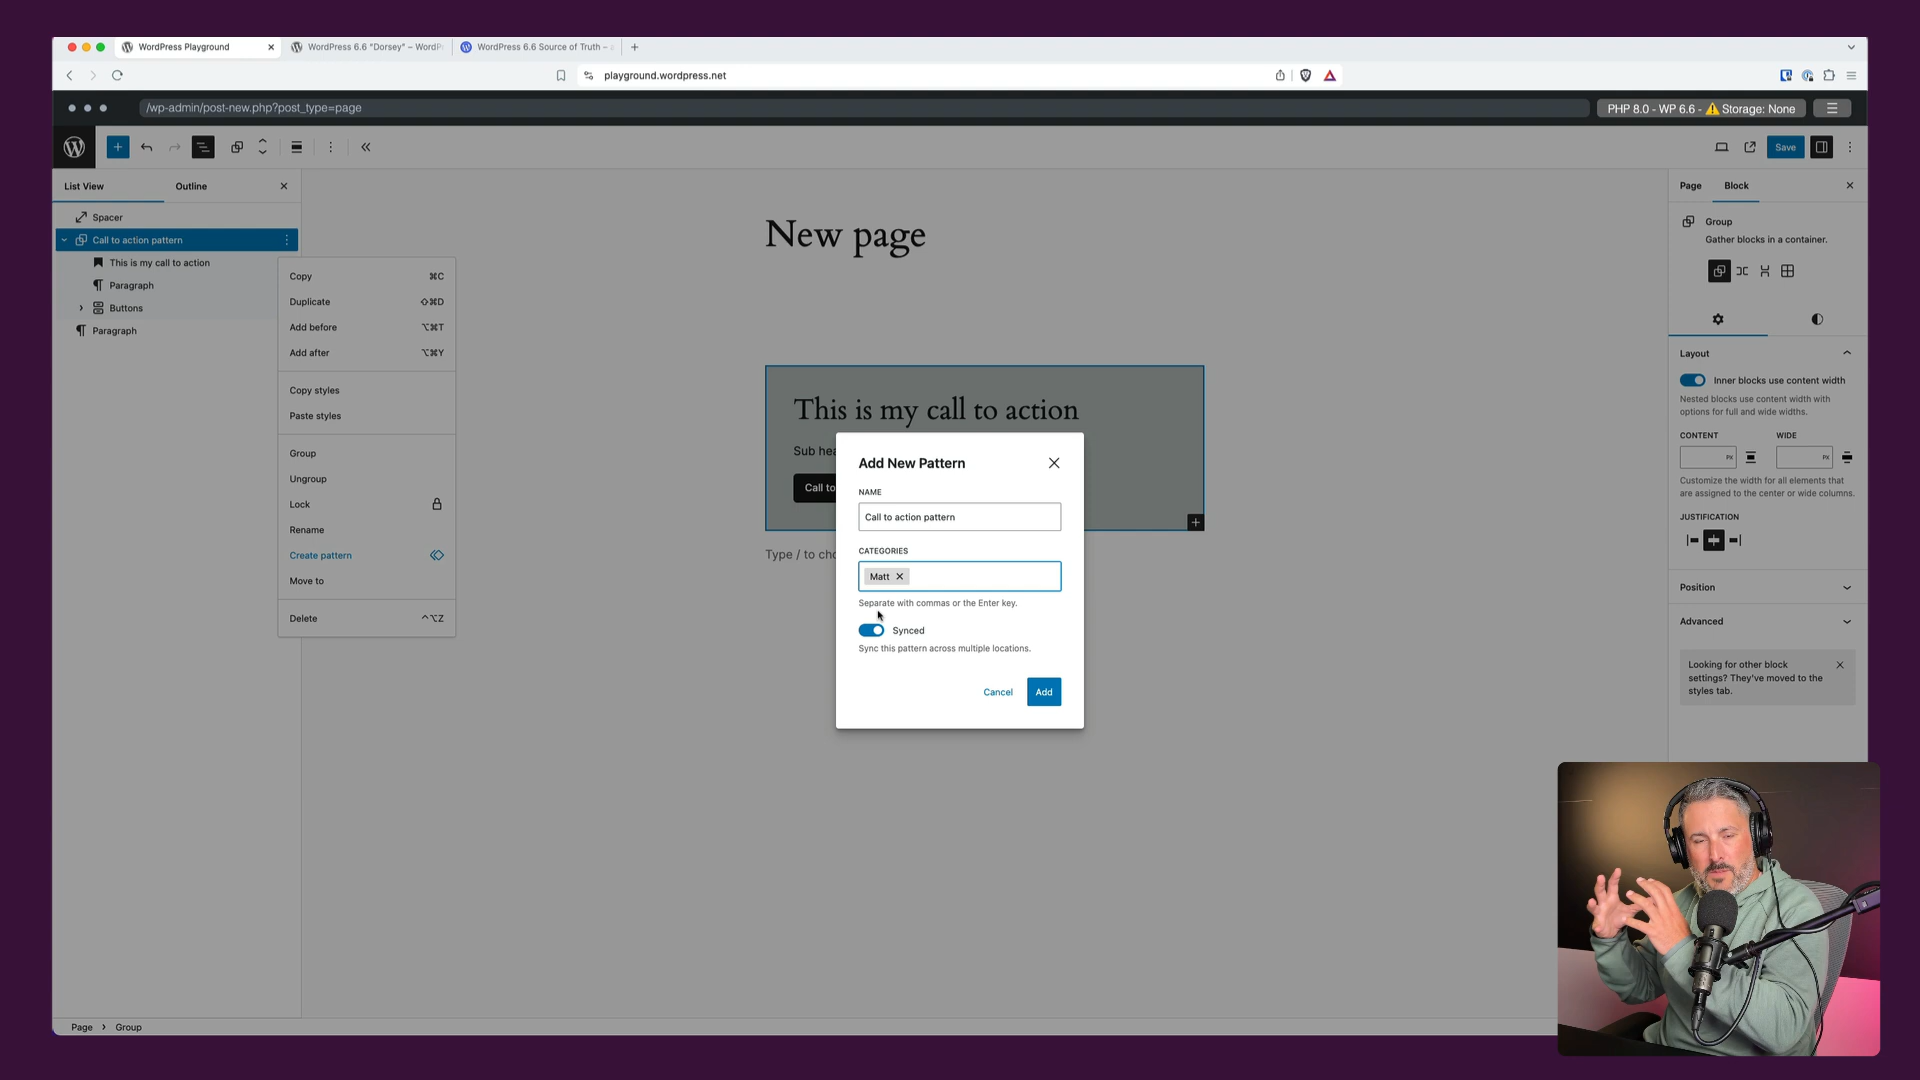 WordPress Playground
WordPress 6.6 "Dorsey" – WordP
WordPress 6.6 Source of Truth –
playground.wordpress.net
/wp-admin/post-new.php?post_type=page
PHP 8.0 - WP 6.6 - ⚠️ Storage: None
Save
List View
Outline
Page
Block
Spacer
Call to action pattern
This is my call to action
Paragraph
Buttons
Paragraph
Copy ⌘C
Duplicate ⇧⌘D
Add before ⌥⌘T
Add after ⌥⌘Y
Copy styles
Paste styles
Group
Ungroup
Lock
Rename
Create pattern
Move to
Delete ^⌥Z
New page
This is my call to action
Sub hea
Call to
Type / to cho
Add New Pattern
NAME
Call to action pattern
CATEGORIES
Matt
Separate with commas or the Enter key.
Synced
Sync this pattern across multiple locations.
Cancel
Add
Group
Gather blocks in a container.
Layout
Inner blocks use content width
Nested blocks use content width with
options for full and wide widths.
CONTENT
WIDE
PX
PX
Customize the width for all elements that
are assigned to the center or wide columns.
JUSTIFICATION
Position
Advanced
Looking for other block
settings? They've moved to the
styles tab.
Page › Group